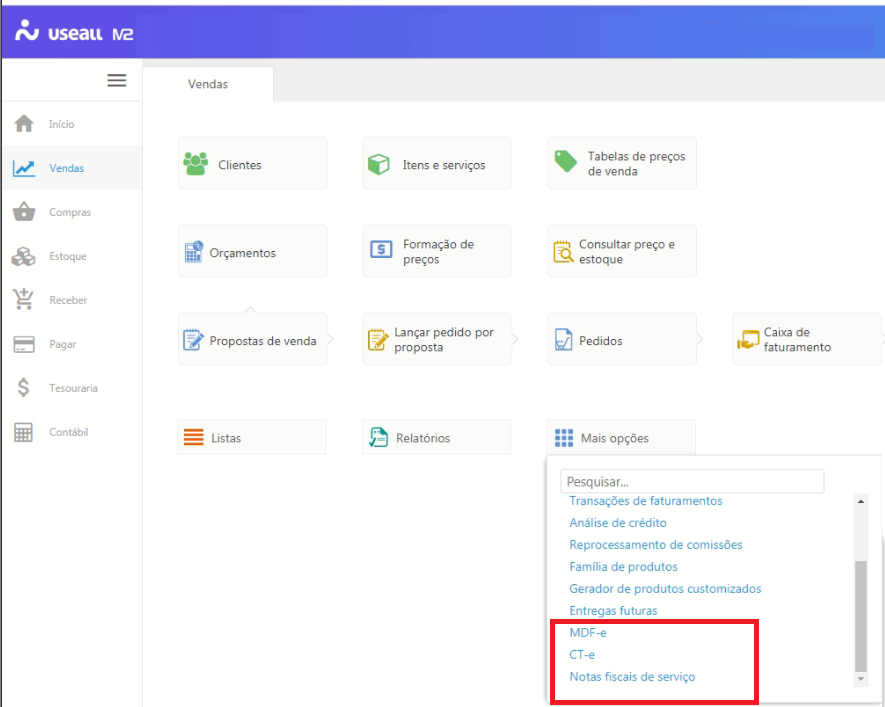 useall M2
Vendas
Início
Vendas
Compras
Estoque
Receber
Pagar
Tesouraria
Contábil
Clientes
Itens e serviços
Tabelas de preços
de venda
Orçamentos
Formação de
preços
Consultar preço e
estoque
Propostas de venda
Lançar pedido por
proposta
Pedidos
Caixa de
faturamento
Listas
Relatórios
Mais opções
Pesquisar...
Transações de faturamentos
Análise de crédito
Reprocessamento de comissões
Família de produtos
Gerador de produtos customizados
Entregas futuras
MDF-e
CT-e
Notas fiscais de serviço